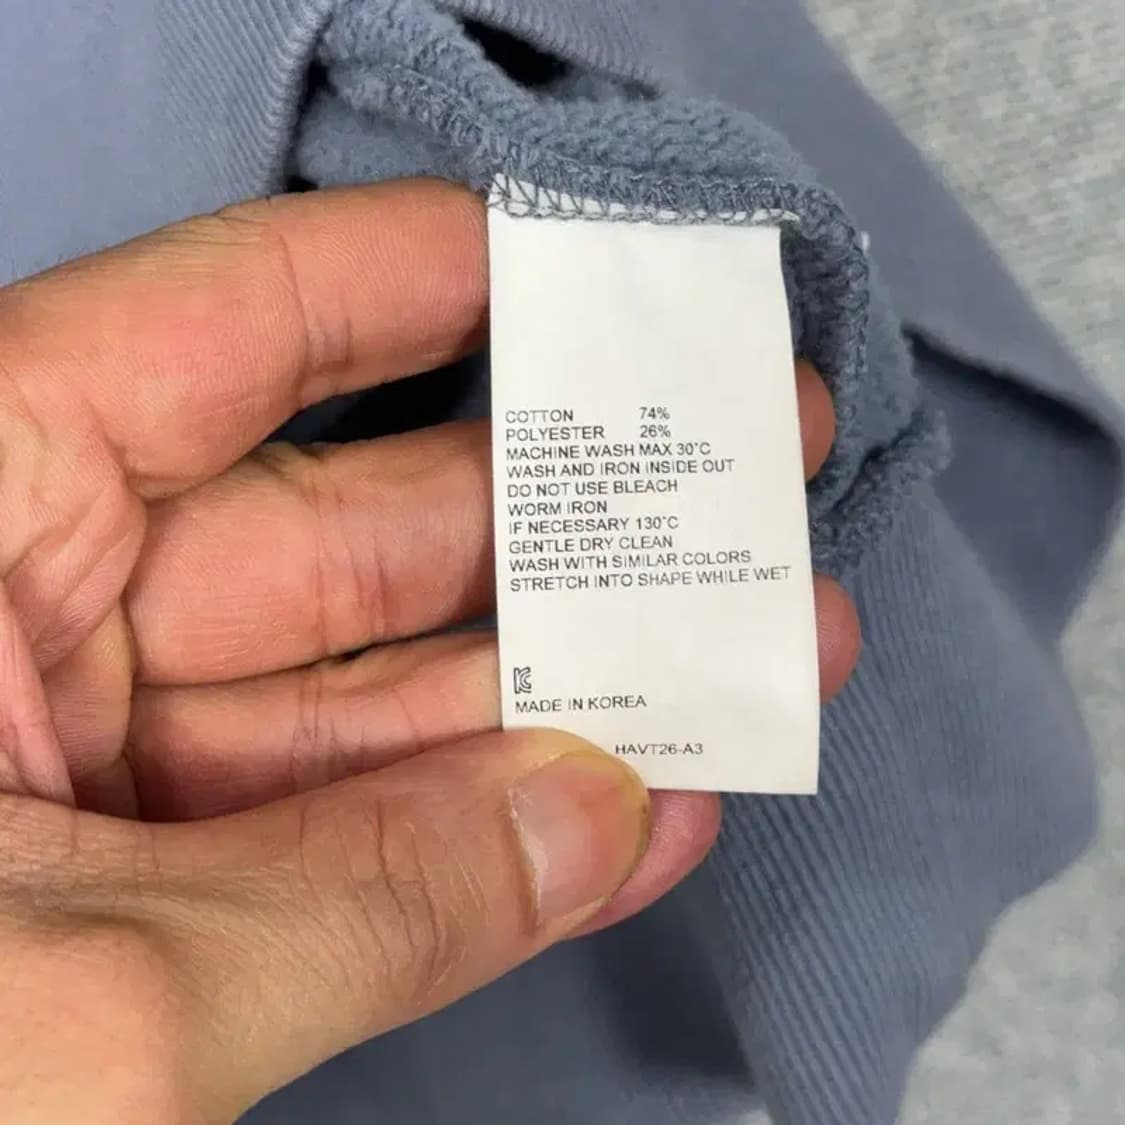 COTTON 74%
POLYESTER 26%
MACHINE WASH MAX 30°C
WASH AND IRON INSIDE OUT
DO NOT USE BLEACH
WORM IRON
IF NECESSARY 130°C
GENTLE DRY CLEAN
WASH WITH SIMILAR COLORS
STRETCH INTO SHAPE WHILE WET
KC
MADE IN KOREA
HAVT26-A3